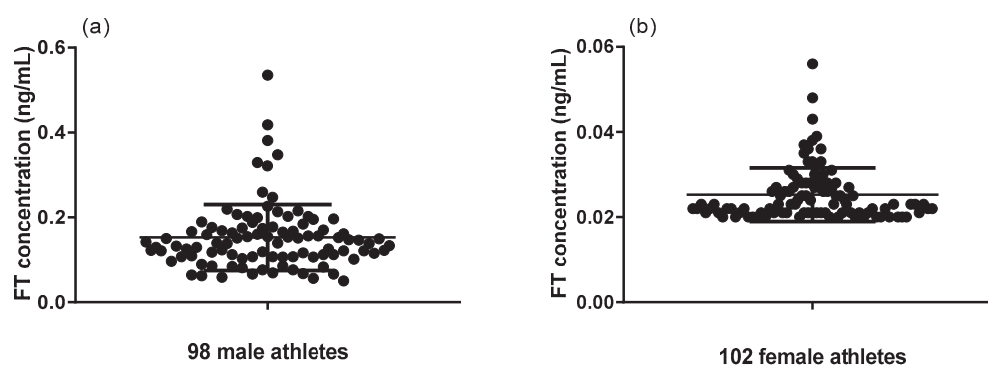 (a)
FT concentration (ng/mL)
0.6
0.4
0.2
0.0
98 male athletes
(b)
FT concentration (ng/mL)
0.06
0.04
0.02
0.00
102 female athletes